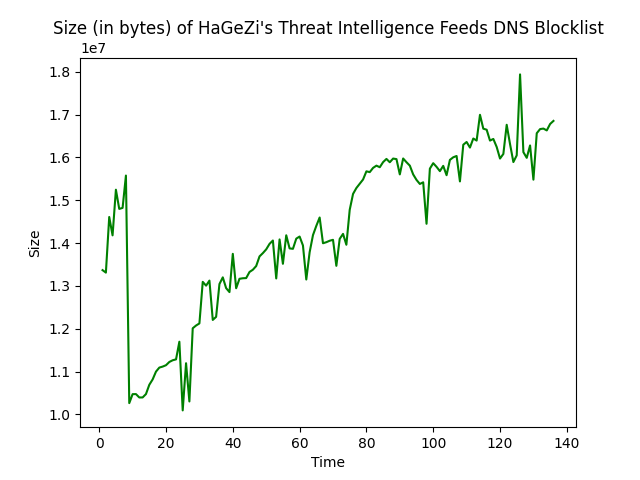 Size (in bytes) of HaGeZi's Threat Intelligence Feeds DNS Blocklist
1e7
1.8
1.7
1.6
1.5
1.4
1.3
1.2
1.1
1.0
Size
0 20 40 60 80 100 120 140
Time